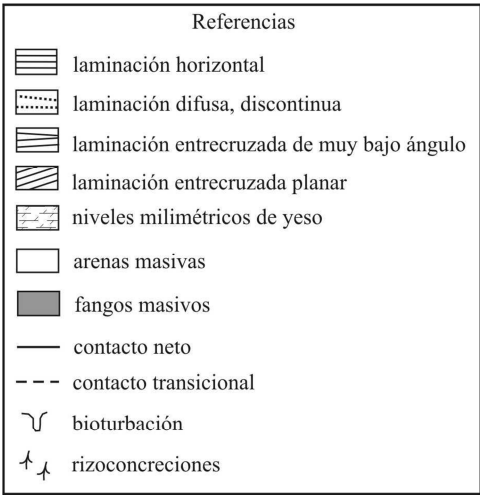 Referencias
laminación horizontal
laminación difusa, discontinua
laminación entrecruzada de muy bajo ángulo
laminación entrecruzada planar
niveles milimétricos de yeso
arenas masivas
fangos masivos
contacto neto
contacto transicional
bioturbación
rizoconcreciones